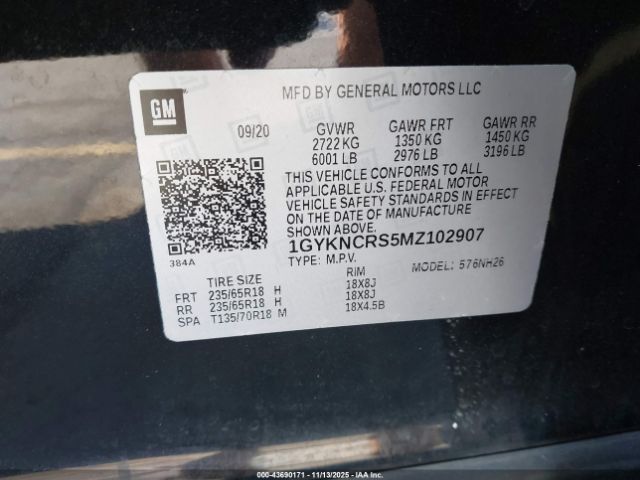 MFD BY GENERAL MOTORS LLC
GM
09/20 GVWR GAWR FRT GAWR RR
2722 KG 1350 KG 1450 KG
6001 LB 2976 LB 3196 LB
THIS VEHICLE CONFORMS TO ALL
APPLICABLE U.S. FEDERAL MOTOR
VEHICLE SAFETY STANDARDS IN EFFECT
ON THE DATE OF MANUFACTURE
SHOWN ABOVE.
1GYKNCRS5MZ102907
384A
TYPE: M.P.V. MODEL: 576NH26
TIRE SIZE RIM
FRT 235/65R18 H 18X8J
RR 235/65R18 H 18X8J
SPA T135/70R18 M 18X4.5B
000-43690171 - 11/13/2025 - IAA Inc.